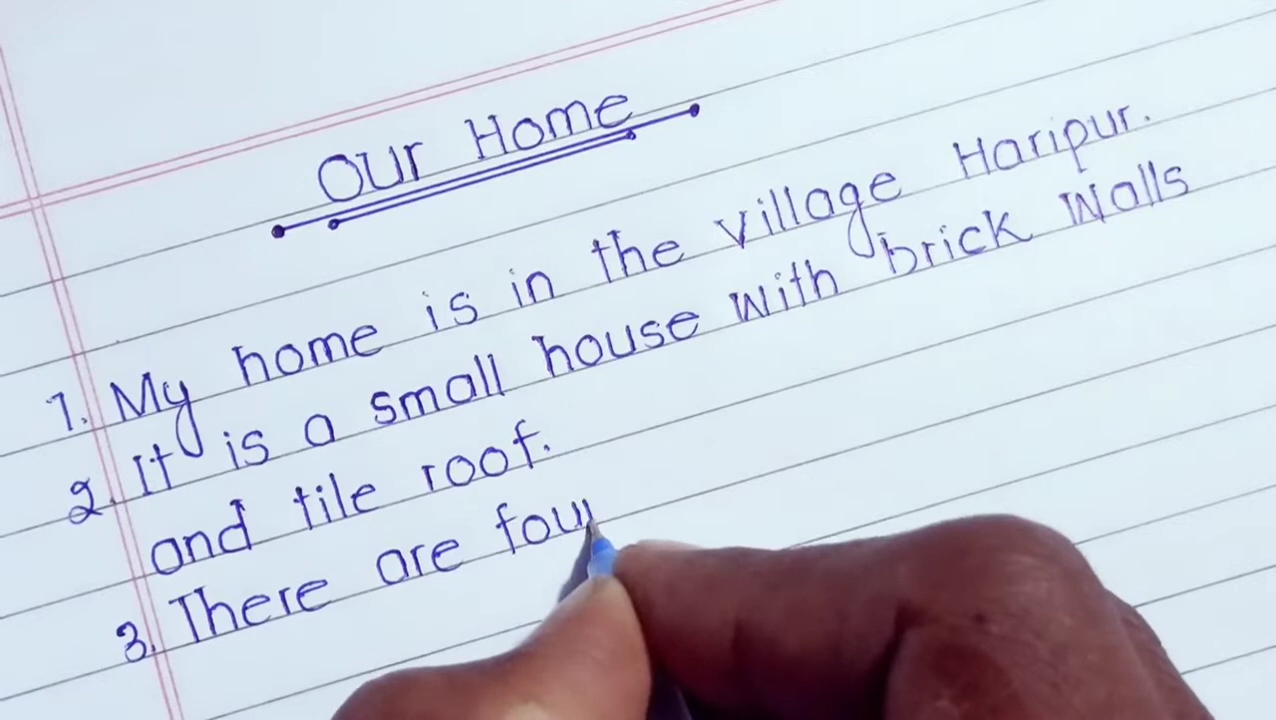 Our Home
1. My home is in the village Haripur.
2. It is a small house with brick Walls
and tile roof.
3. There are fou